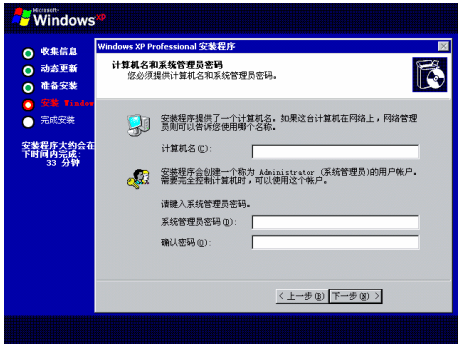 Microsoft
Windows xp
收集信息
动态更新
准备安装
安装 Window
完成安装
安装程序大约会在
下时间内完成:
33 分钟
Windows XP Professional 安装程序
计算机名和系统管理员密码
您必须提供计算机名和系统管理员密码。
安装程序提供了一个计算机名。如果这台计算机在网络上，网络管理
员则可以告诉您使用哪个名称。
计算机名(C):
安装程序会创建一个称为 Administrator (系统管理员)的用户帐户。
需要完全控制计算机时，可以使用这个帐户。
请键入系统管理员密码。
系统管理员密码(D):
确认密码(O):
< 上一步(B)
下一步(N) >